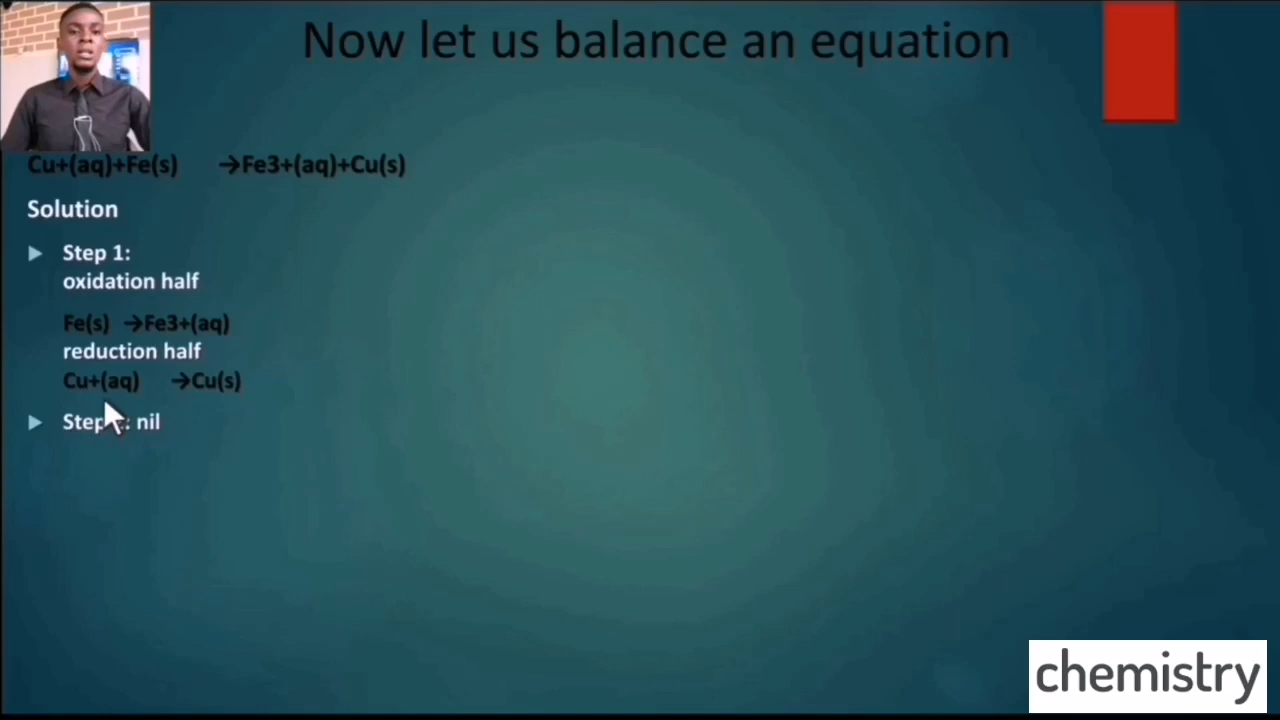 Now let us balance an equation
Cu+(aq)+Fe(s) →Fe3+(aq)+Cu(s)
Solution
Step 1:
oxidation half
Fe(s) →Fe3+(aq)
reduction half
Cu+(aq) →Cu(s)
Step : nil
chemistry